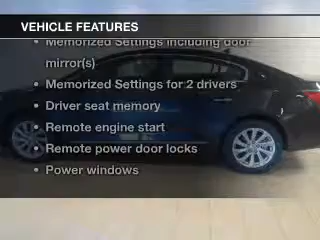 VEHICLE FEATURES
• Memorized Settings including door
mirror(s)
• Memorized Settings for 2 drivers
• Driver seat memory
• Remote engine start
• Remote power door locks
• Power windows